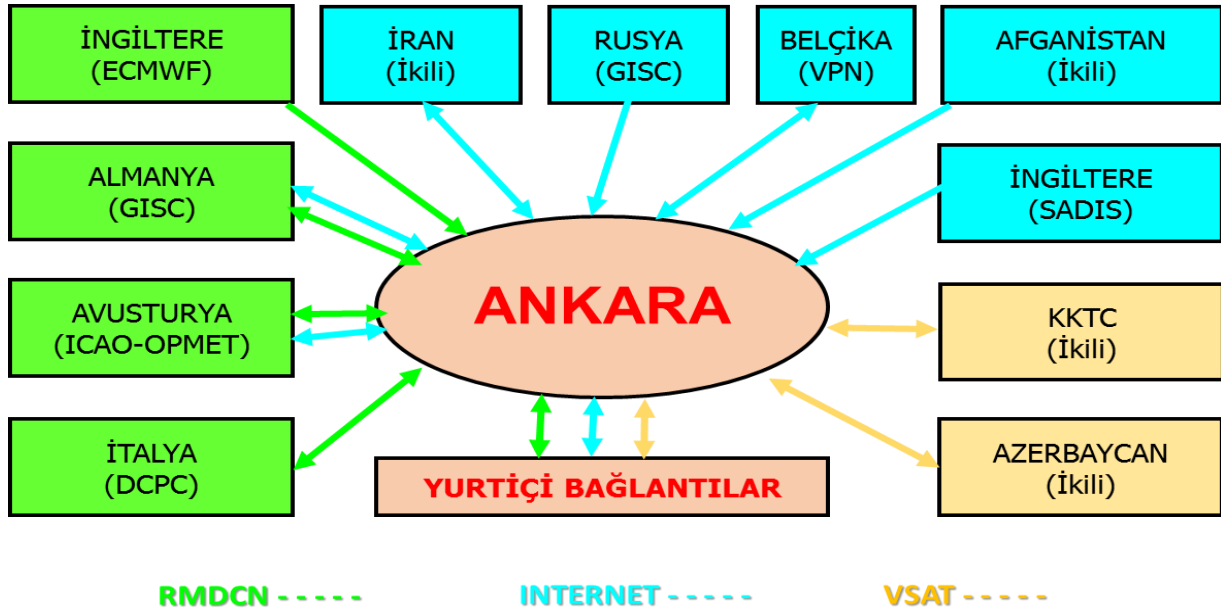 İNGİLTERE
(ECMWF)
İRAN
(İkili)
RUSYA
(GISC)
BELÇİKA
(VPN)
AFGANİSTAN
(İkili)
ALMANYA
(GISC)
İNGİLTERE
(SADIS)
ANKARA
AVUSTURYA
(ICAO-OPMET)
KKTC
(İkili)
İTALYA
(DCPC)
YURTİÇİ BAĞLANTILAR
AZERBAYCAN
(İkili)
RMDCN - - - - -
INTERNET - - - - -
VSAT - - - - -